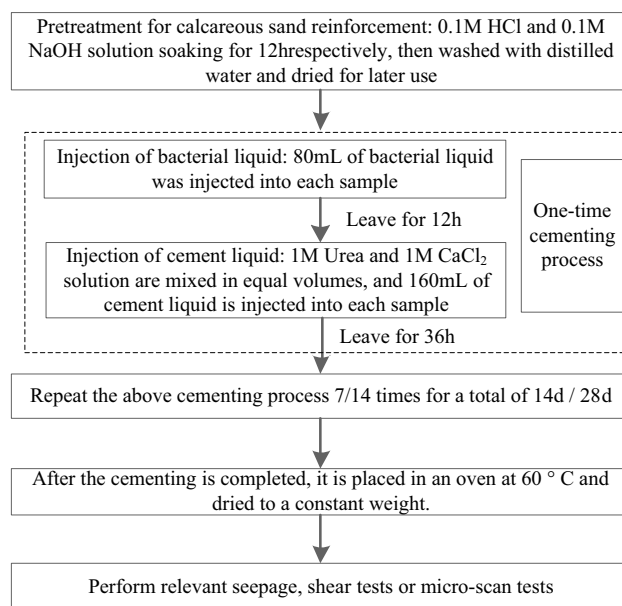 Pretreatment for calcareous sand reinforcement: 0.1M HCl and 0.1M
NaOH solution soaking for 12hrespectively, then washed with distilled
water and dried for later use
Injection of bacterial liquid: 80mL of bacterial liquid
was injected into each sample
Leave for 12h
Injection of cement liquid: 1M Urea and 1M CaCl₂
solution are mixed in equal volumes, and 160mL of
cement liquid is injected into each sample
Leave for 36h
One-time
cementing
process
Repeat the above cementing process 7/14 times for a total of 14d / 28d
After the cementing is completed, it is placed in an oven at 60 ° C and
dried to a constant weight.
Perform relevant seepage, shear tests or micro-scan tests